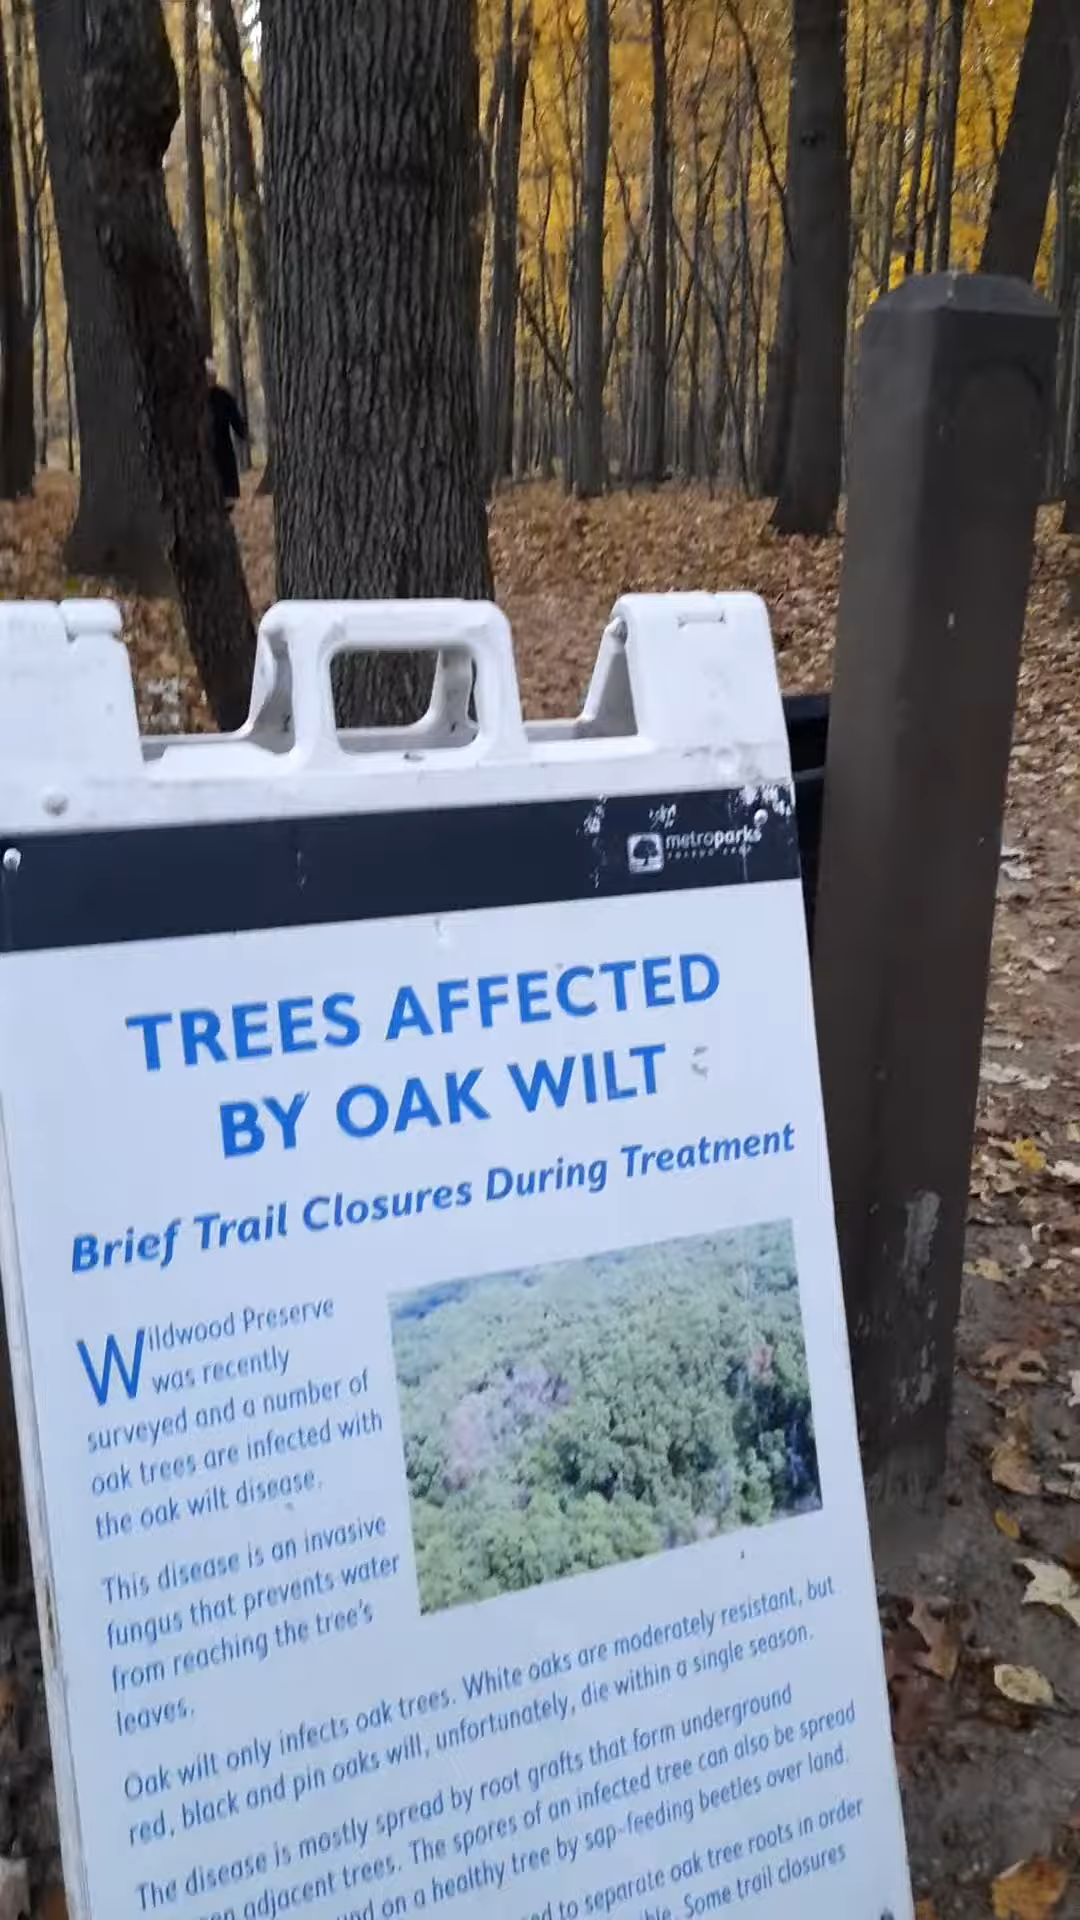 metroparks
TREES AFFECTED
BY OAK WILT
Brief Trail Closures During Treatment
Wildwood Preserve
was recently
surveyed and a number of
oak trees are infected with
the oak wilt disease.
This disease is an invasive
fungus that prevents water
from reaching the tree's
leaves.
Oak wilt only infects oak trees. White oaks are moderately resistant, but
red, black and pin oaks will, unfortunately, die within a single season.
The disease is mostly spread by root grafts that form underground
adjacent trees. The spores of an infected tree can also be spread
on a healthy tree by sap-feeding beetles over land.
to separate oak tree roots in order
Some trail closures